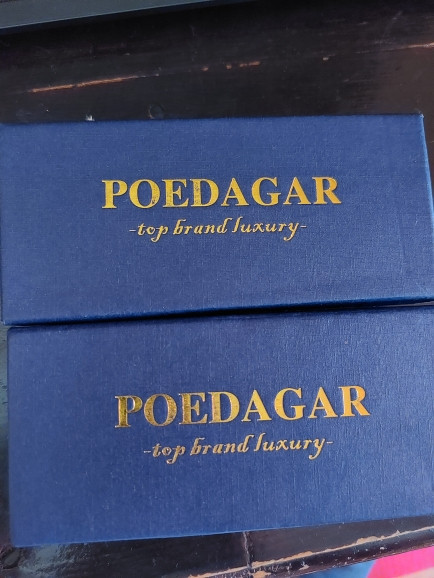 POEDAGAR
-top brand luxury-
POEDAGAR
-top brand luxury-